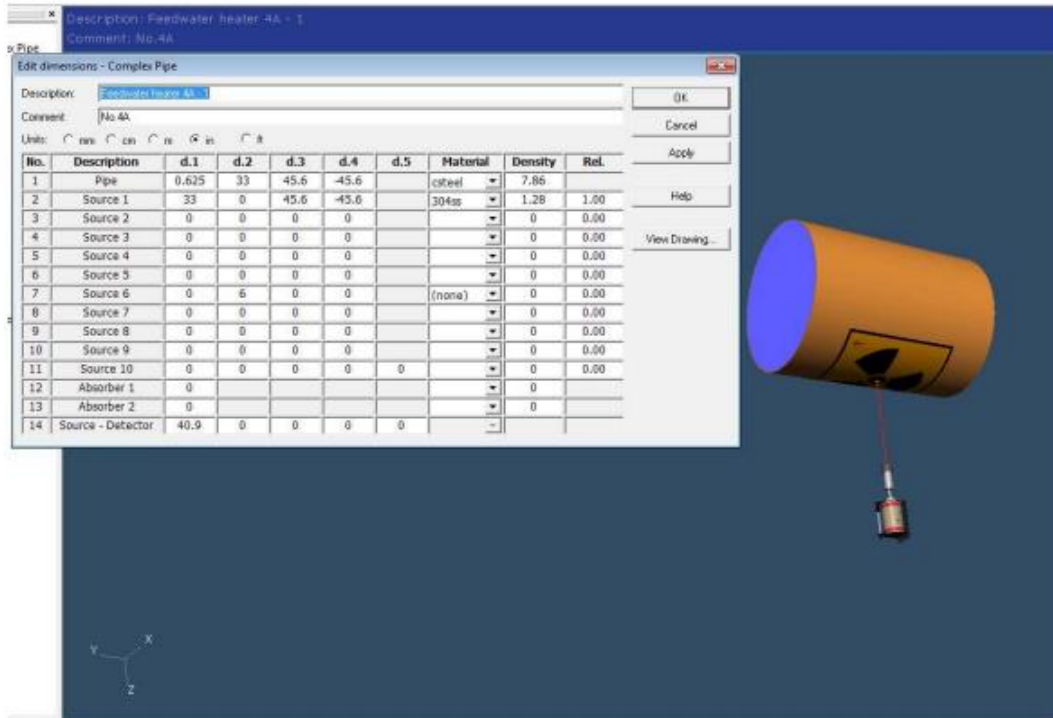 Description: Feedwater heater 4A - 1
Comment: No.4A
Pipe
Edit dimensions - Complex Pipe
Description: Feedwater heater 4A - 1
OK
Comment No.4A
Cancel
Units: mm cm m in ft
Apply
No. Description d.1 d.2 d.3 d.4 d.5 Material Density Rel.
1 Pipe 0.625 33 45.6 -45.6 csteel 7.86
Help
2 Source 1 33 0 45.6 -45.6 304ss 1.28 1.00
3 Source 2 0 0 0 0 0 0.00
4 Source 3 0 0 0 0 0 0.00
View Drawing...
5 Source 4 0 0 0 0 0 0.00
6 Source 5 0 0 0 0 0 0.00
7 Source 6 0 6 0 0 (none) 0 0.00
8 Source 7 0 0 0 0 0 0.00
9 Source 8 0 0 0 0 0 0.00
10 Source 9 0 0 0 0 0 0.00
11 Source 10 0 0 0 0 0 0 0.00
12 Absorber 1 0 0
13 Absorber 2 0 0
14 Source - Detector 40.9 0 0 0 0
Y X
Z